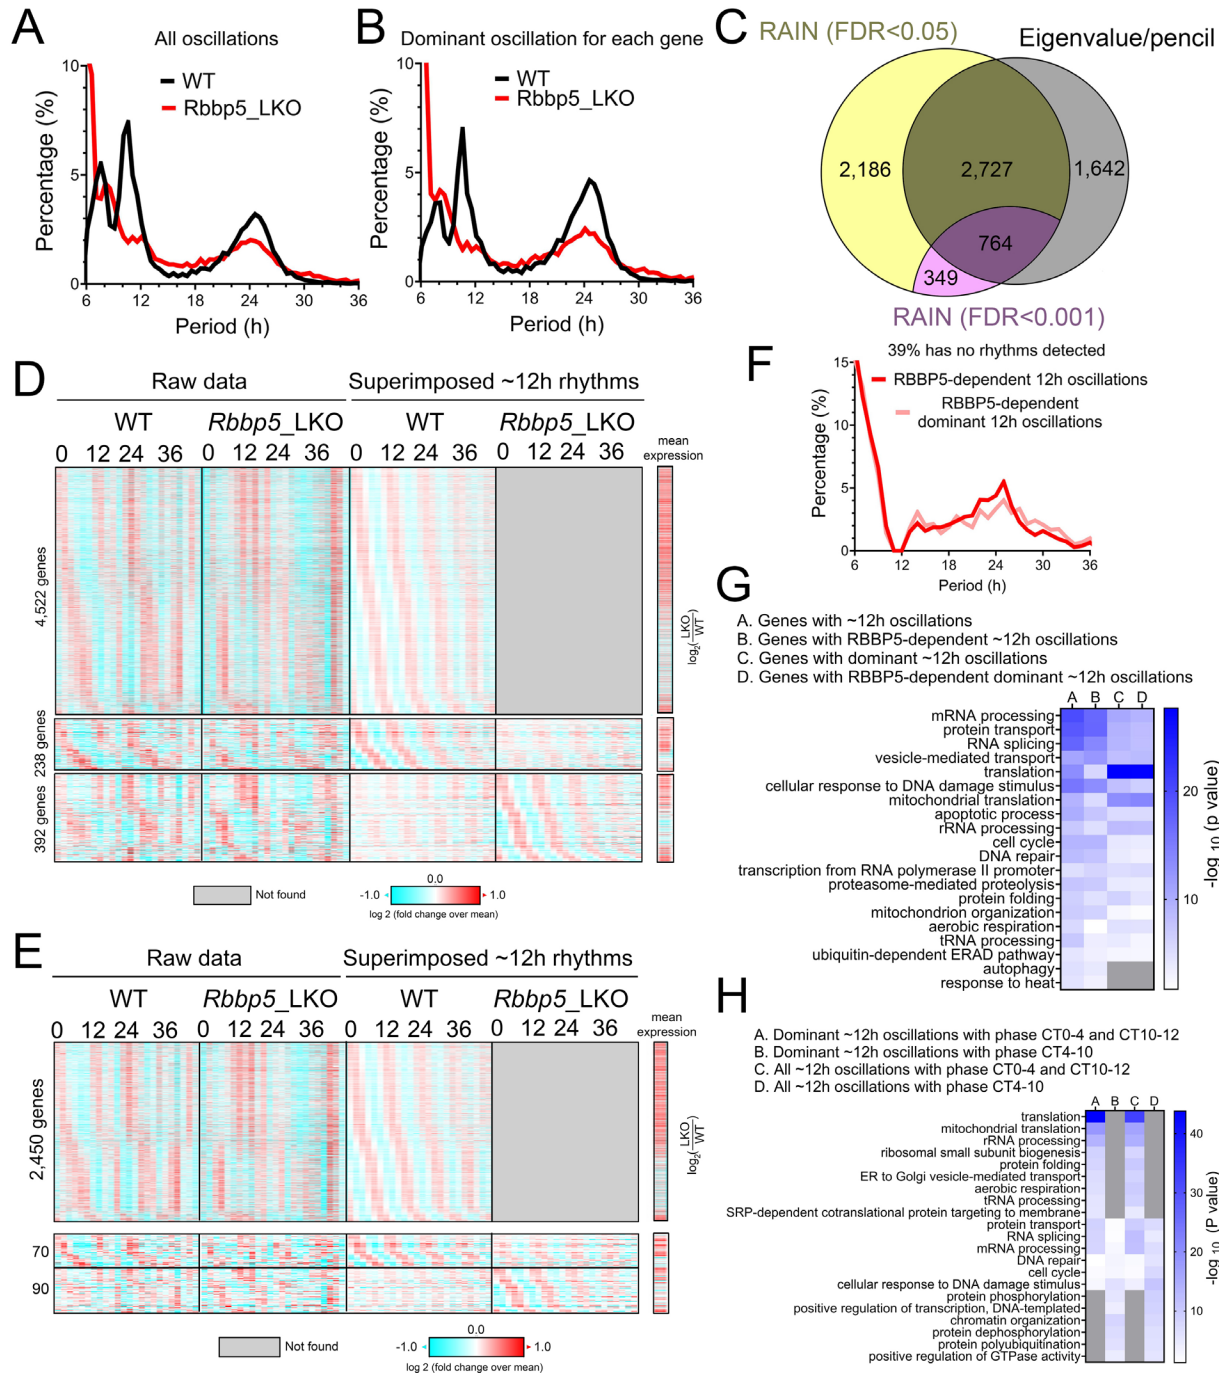 A
All oscillations
WT
Rbbp5_LKO
Percentage (%)
10
5
0
6 12 18 24 30 36
Period (h)
B
Dominant oscillation for each gene
WT
Rbbp5_LKO
Percentage (%)
10
5
0
6 12 18 24 30 36
Period (h)
C
RAIN (FDR<0.05)
Eigenvalue/pencil
2,186
2,727
1,642
764
349
RAIN (FDR<0.001)
D
Raw data
Superimposed ~12h rhythms
WT
Rbbp5_LKO
WT
Rbbp5_LKO
mean
expression
0 12 24 36 0 12 24 36 0 12 24 36 0 12 24 36
4,522 genes
238 genes
392 genes
log2(LKO/WT)
Not found
0.0
-1.0
1.0
log 2 (fold change over mean)
E
Raw data
Superimposed ~12h rhythms
WT
Rbbp5_LKO
WT
Rbbp5_LKO
mean
expression
0 12 24 36 0 12 24 36 0 12 24 36 0 12 24 36
2,450 genes
70
90
log2(LKO/WT)
Not found
0.0
-1.0
1.0
log 2 (fold change over mean)
F
39% has no rhythms detected
RBBP5-dependent 12h oscillations
RBBP5-dependent
dominant 12h oscillations
Percentage (%)
15
10
5
0
6 12 18 24 30 36
Period (h)
G
A. Genes with ~12h oscillations
B. Genes with RBBP5-dependent ~12h oscillations
C. Genes with dominant ~12h oscillations
D. Genes with RBBP5-dependent dominant ~12h oscillations
A B C D
mRNA processing
protein transport
RNA splicing
vesicle-mediated transport
translation
cellular response to DNA damage stimulus
mitochondrial translation
apoptotic process
rRNA processing
cell cycle
DNA repair
transcription from RNA polymerase II promoter
proteasome-mediated proteolysis
protein folding
mitochondrion organization
aerobic respiration
tRNA processing
ubiquitin-dependent ERAD pathway
autophagy
response to heat
20
10
-log 10 (p value)
H
A. Dominant ~12h oscillations with phase CT0-4 and CT10-12
B. Dominant ~12h oscillations with phase CT4-10
C. All ~12h oscillations with phase CT0-4 and CT10-12
D. All ~12h oscillations with phase CT4-10
A B C D
translation
mitochondrial translation
rRNA processing
ribosomal small subunit biogenesis
protein folding
ER to Golgi vesicle-mediated transport
aerobic respiration
tRNA processing
SRP-dependent cotranslational protein targeting to membrane
protein transport
RNA splicing
mRNA processing
DNA repair
cell cycle
cellular response to DNA damage stimulus
protein phosphorylation
positive regulation of transcription, DNA-templated
chromatin organization
protein dephosphorylation
protein polyubiquitination
positive regulation of GTPase activity
40
30
20
10
-log 10 (P value)